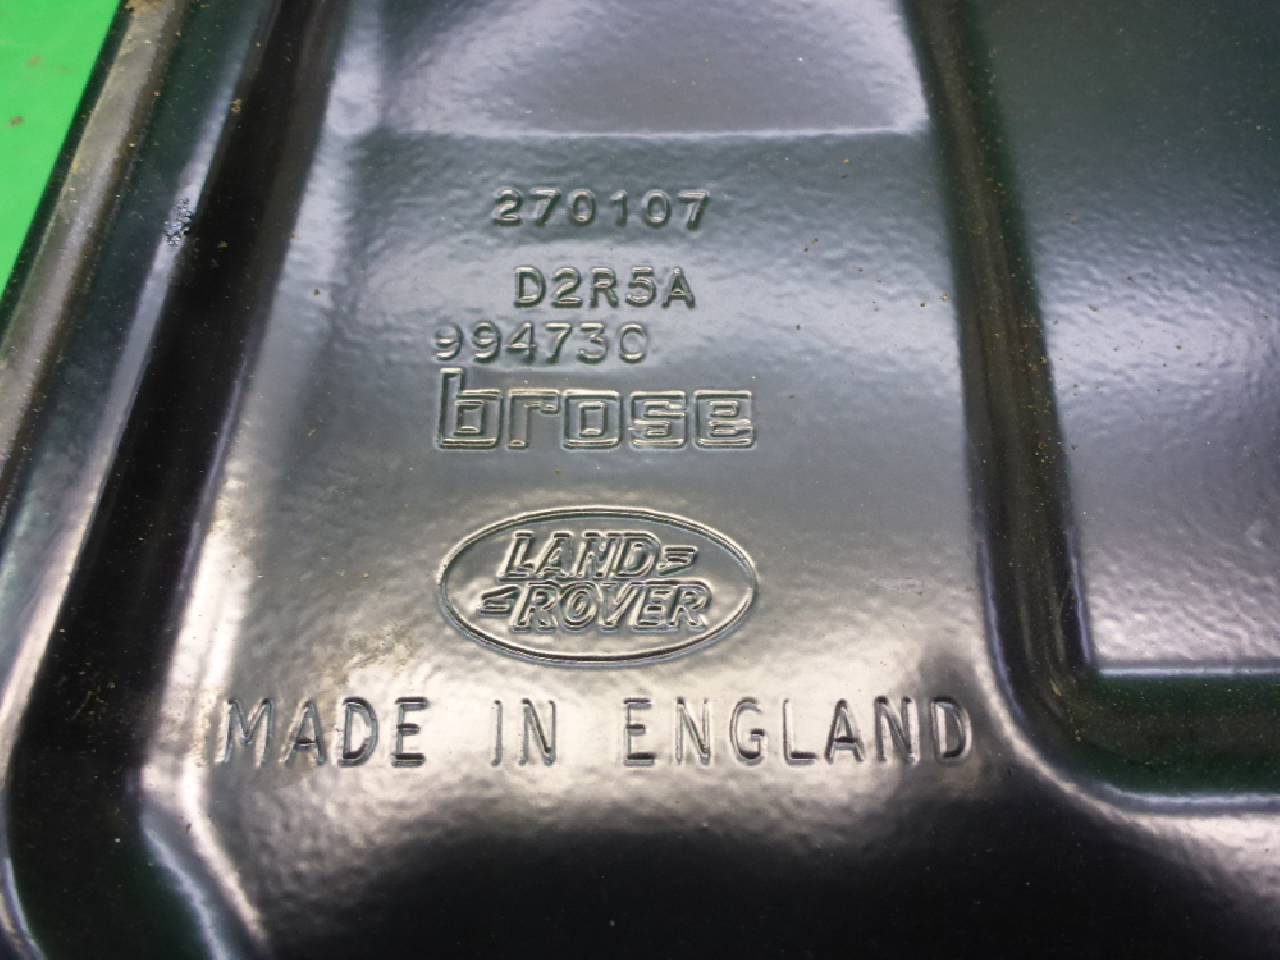 270107
D2R5A
994730
brose
LAND
ROVER
MADE IN ENGLAND